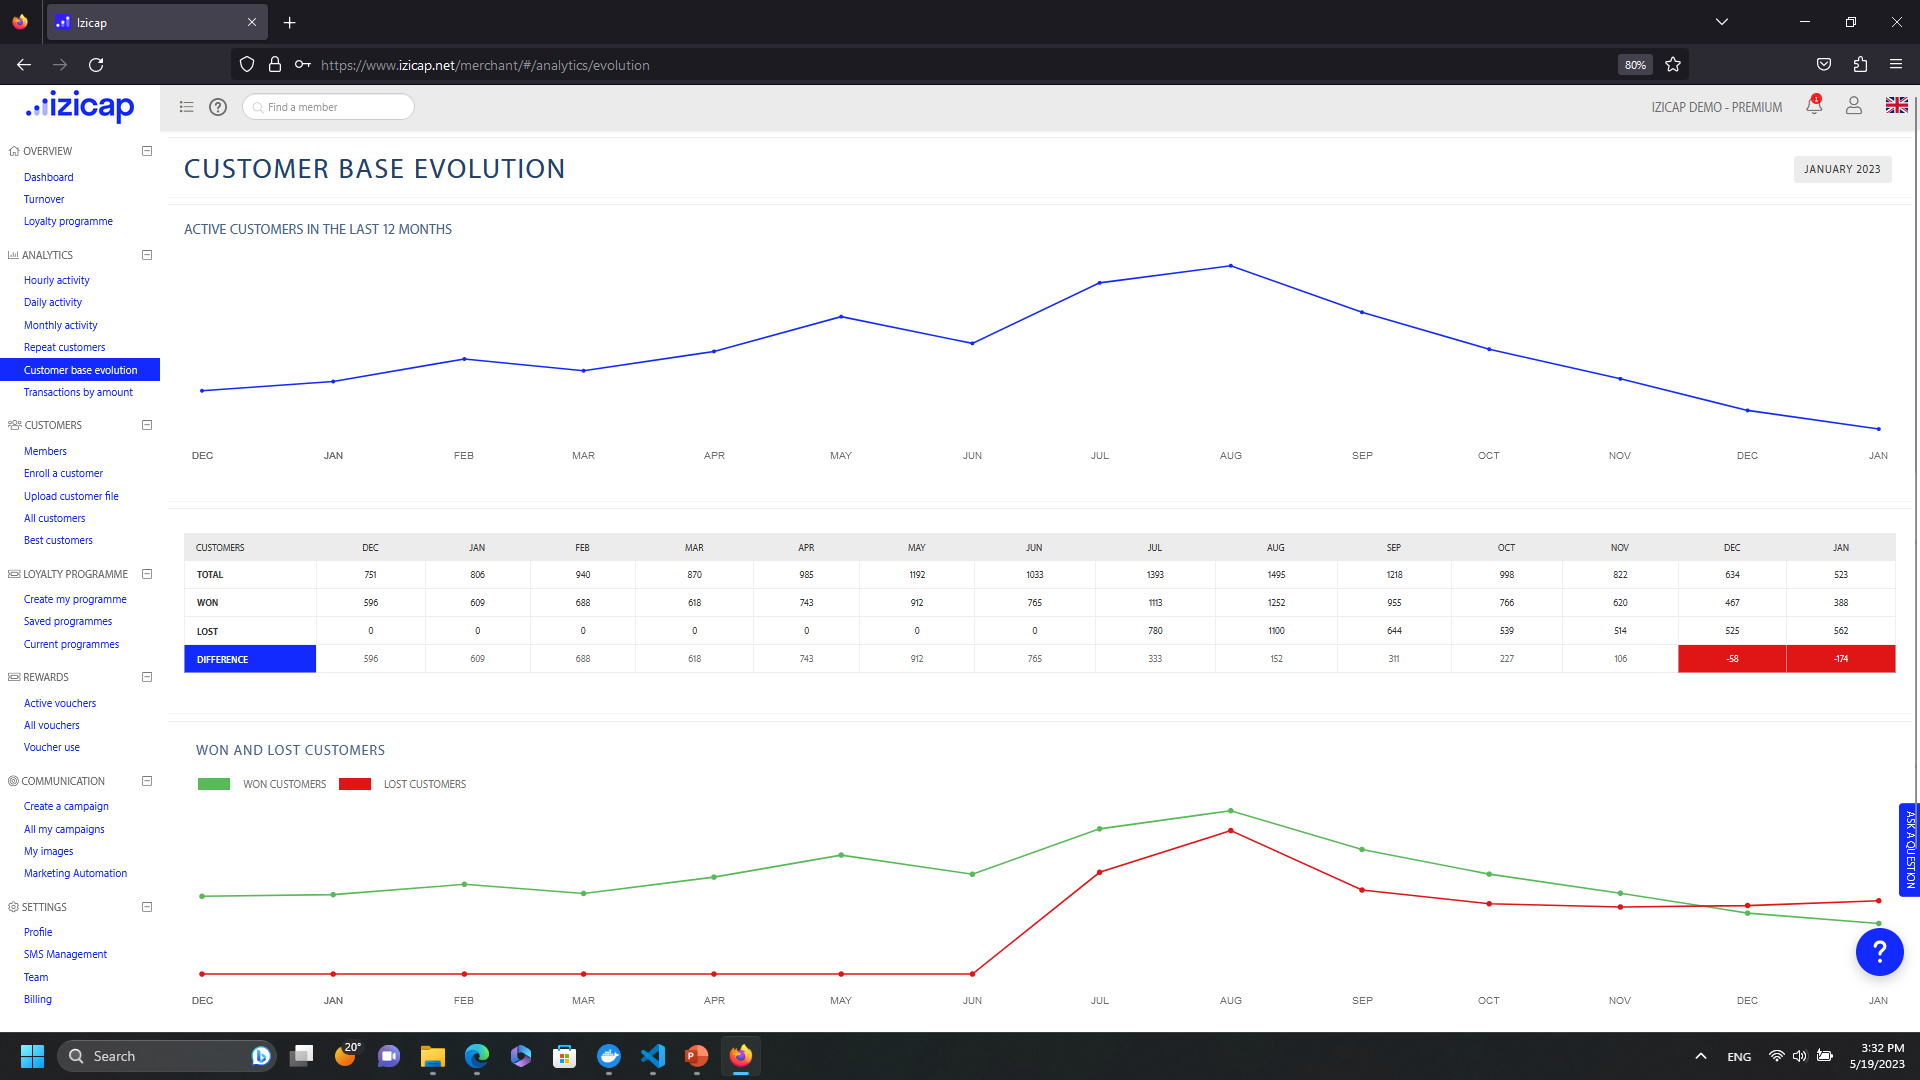 Izicap
https://www.izicap.net/merchant/#/analytics/evolution
80%
izicap
Find a member
IZICAP DEMO - PREMIUM
1
OVERVIEW
Dashboard
Turnover
Loyalty programme
ANALYTICS
Hourly activity
Daily activity
Monthly activity
Repeat customers
Customer base evolution
Transactions by amount
CUSTOMERS
Members
Enroll a customer
Upload customer file
All customers
Best customers
LOYALTY PROGRAMME
Create my programme
Saved programmes
Current programmes
REWARDS
Active vouchers
All vouchers
Voucher use
COMMUNICATION
Create a campaign
All my campaigns
My images
Marketing Automation
SETTINGS
Profile
SMS Management
Team
Billing
CUSTOMER BASE EVOLUTION
JANUARY 2023
ACTIVE CUSTOMERS IN THE LAST 12 MONTHS
DEC JAN FEB MAR APR MAY JUN JUL AUG SEP OCT NOV DEC JAN
CUSTOMERS DEC JAN FEB MAR APR MAY JUN JUL AUG SEP OCT NOV DEC JAN
TOTAL 751 806 940 870 985 1192 1033 1393 1495 1218 998 822 634 523
WON 596 609 688 618 743 912 765 1113 1252 955 766 620 467 388
LOST 0 0 0 0 0 0 0 780 1100 644 539 514 525 562
DIFFERENCE 596 609 688 618 743 912 765 333 152 311 227 106 -58 -174
WON AND LOST CUSTOMERS
WON CUSTOMERS LOST CUSTOMERS
DEC JAN FEB MAR APR MAY JUN JUL AUG SEP OCT NOV DEC JAN
ASK A QUESTION
?
Search
20°
ENG
3:32 PM
5/19/2023